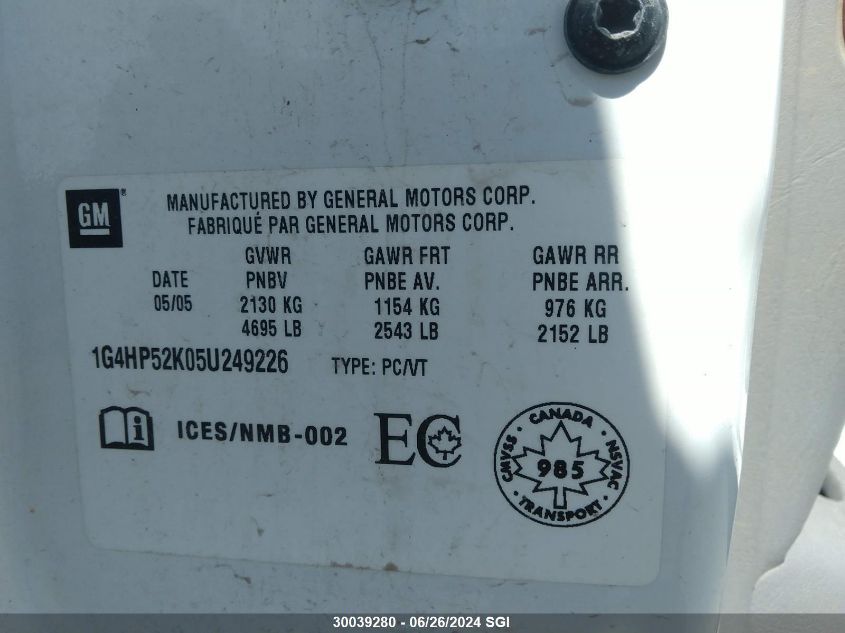 GM
MANUFACTURED BY GENERAL MOTORS CORP.
FABRIQUÉ PAR GENERAL MOTORS CORP.
GVWR GAWR FRT GAWR RR
DATE PNBV PNBE AV. PNBE ARR.
05/05 2130 KG 1154 KG 976 KG
4695 LB 2543 LB 2152 LB
1G4HP52K05U249226 TYPE: PC/VT
ICES/NMB-002 EC
CANADA
CMVSS 985 NSVAC
TRANSPORT
30039280 - 06/26/2024 SGI